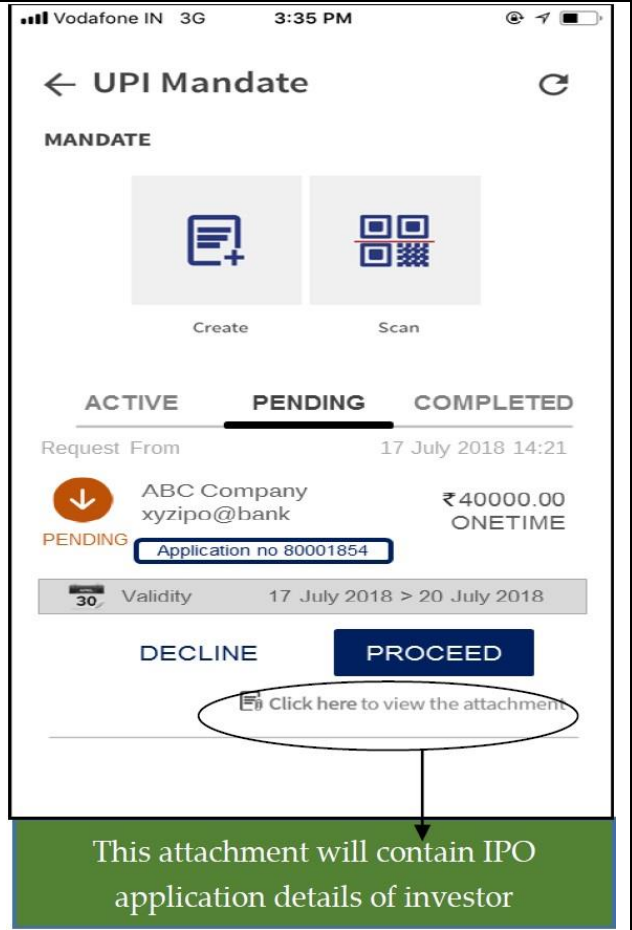 Vodafone IN 3G 3:35 PM
← UPI Mandate
MANDATE
Create Scan
ACTIVE PENDING COMPLETED
Request From 17 July 2018 14:21
ABC Company ₹40000.00
xyzipo@bank ONETIME
PENDING
Application no 80001854
30 Validity 17 July 2018 > 20 July 2018
DECLINE PROCEED
Click here to view the attachment
This attachment will contain IPO
application details of investor